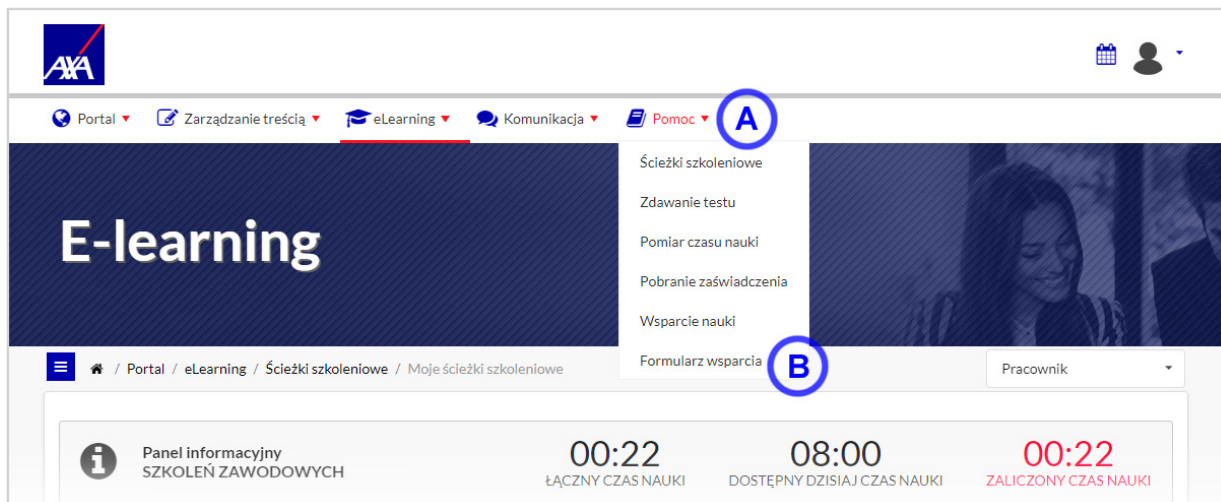 AXA
Portal Zarządzanie treścią eLearning Komunikacja Pomoc A
Ścieżki szkoleniowe
Zdawanie testu
Pomiar czasu nauki
Pobranie zaświadczenia
Wsparcie nauki
Formularz wsparcia B
E-learning
/ Portal / eLearning / Ścieżki szkoleniowe / Moje ścieżki szkoleniowe
Pracownik
Panel informacyjny
SZKOLEŃ ZAWODOWYCH
00:22
ŁĄCZNY CZAS NAUKI
08:00
DOSTĘPNY DZISIAJ CZAS NAUKI
00:22
ZALICZONY CZAS NAUKI